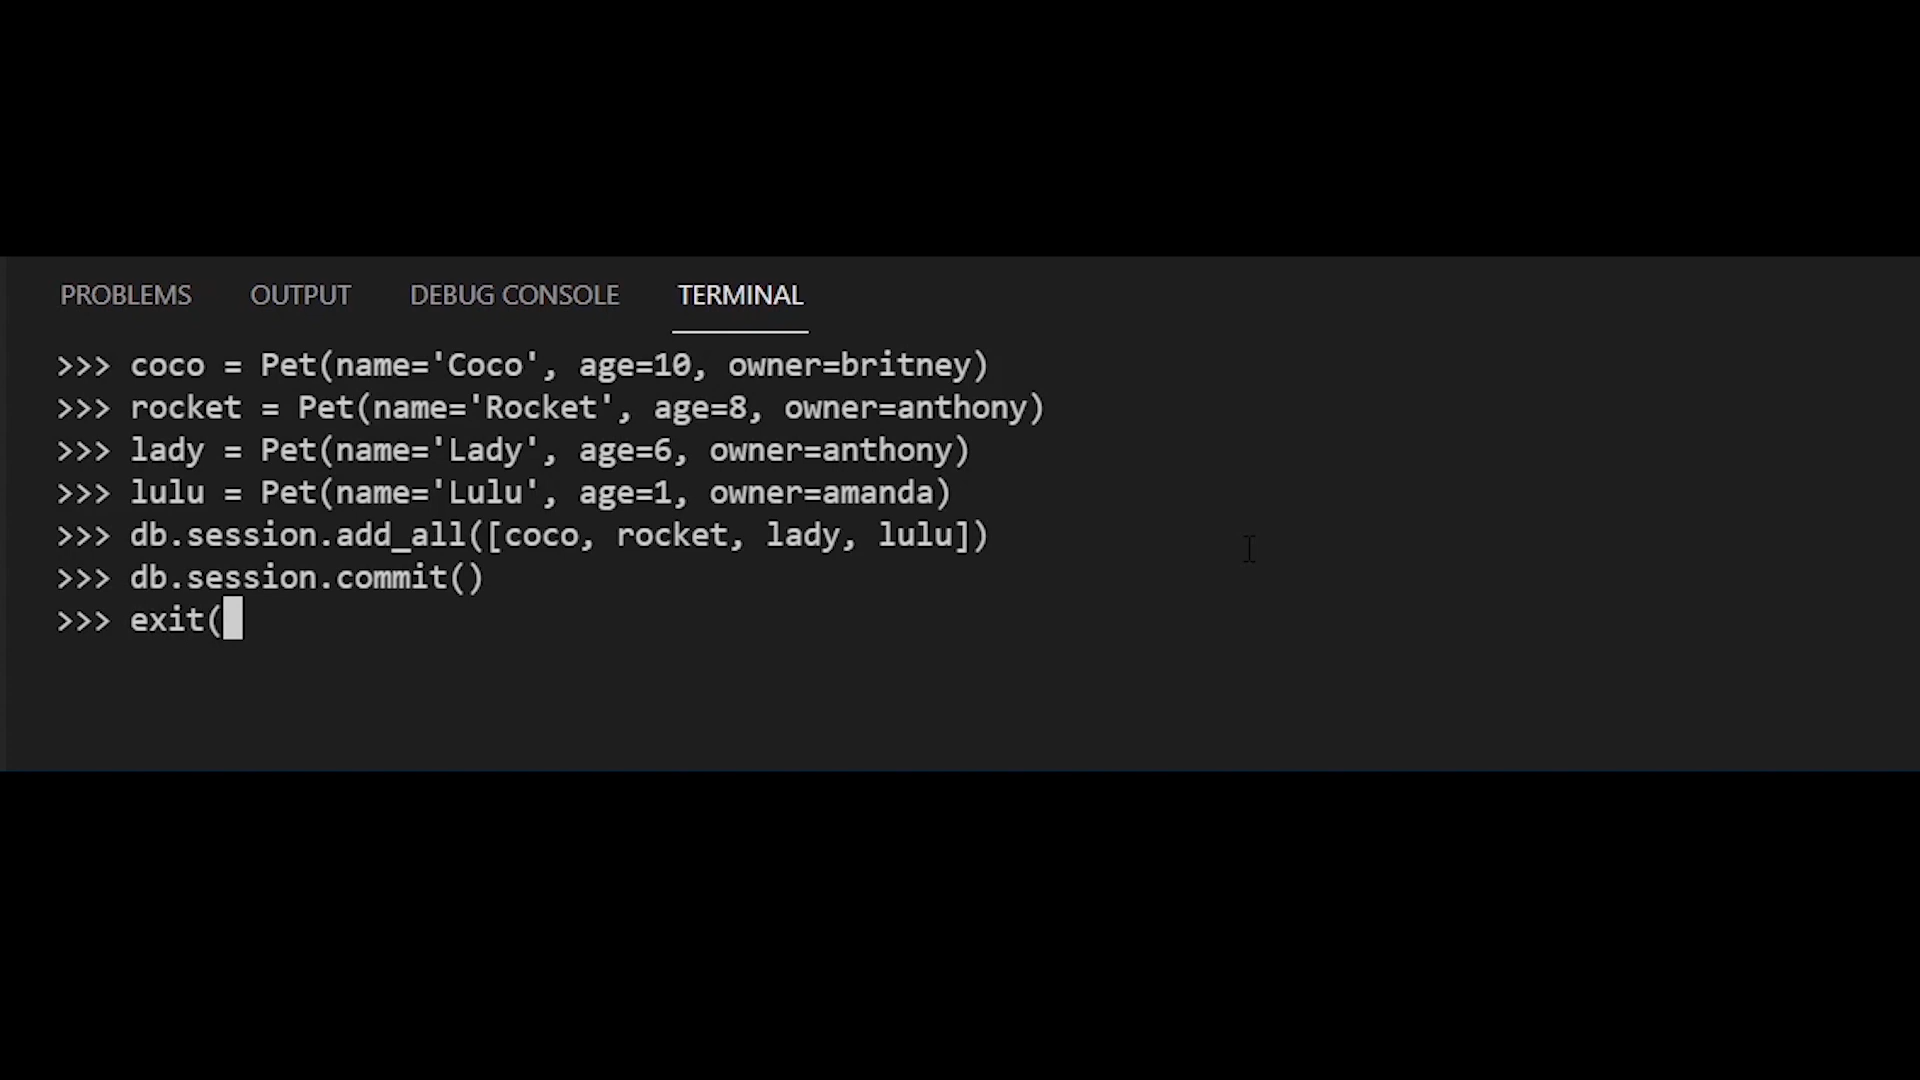 PROBLEMS OUTPUT DEBUG CONSOLE TERMINAL
>>> coco = Pet(name='Coco', age=10, owner=britney)
>>> rocket = Pet(name='Rocket', age=8, owner=anthony)
>>> lady = Pet(name='Lady', age=6, owner=anthony)
>>> lulu = Pet(name='Lulu', age=1, owner=amanda)
>>> db.session.add_all([coco, rocket, lady, lulu])
>>> db.session.commit()
>>> exit(